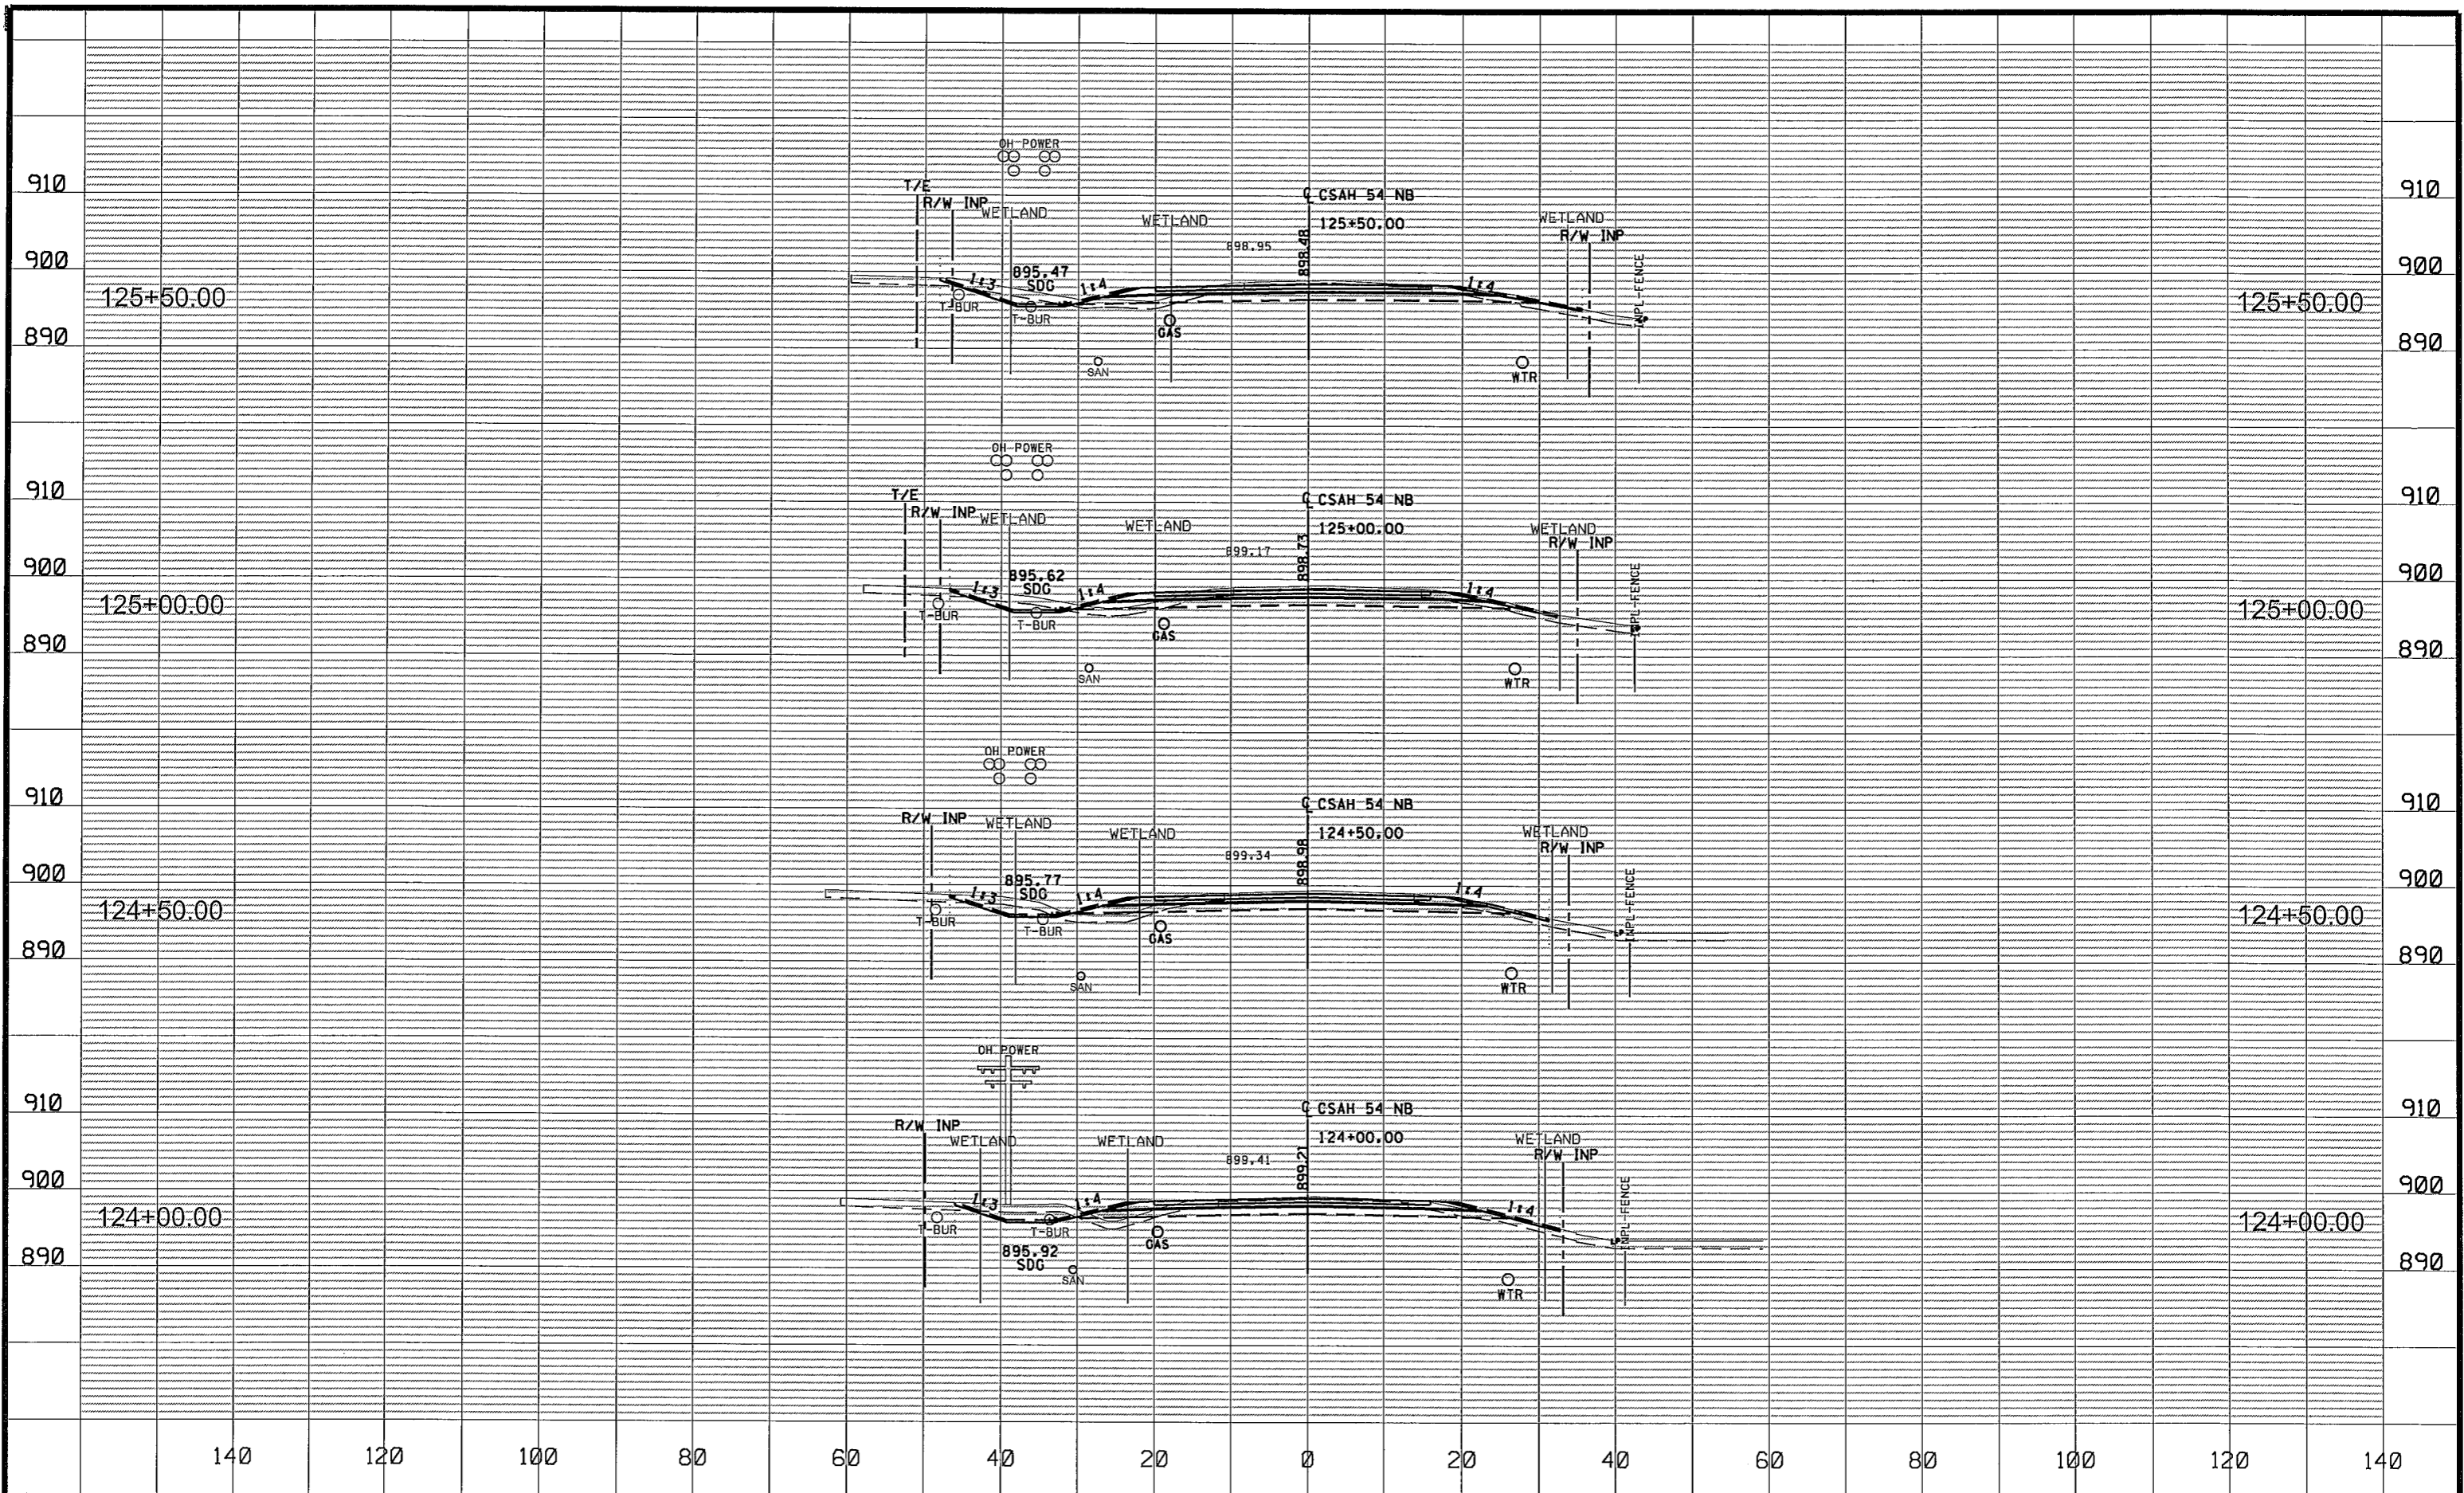 OH POWER
910
T/E
R/W INP
WETLAND
WETLAND
898.95
898.48
℄ CSAH 54 NB
125+50.00
WETLAND
R/W INP
INPL-FENCE
910
900
125+50.00
1:3
895.47
SDG
1:4
1:4
900
125+50.00
T-BUR
T-BUR
GAS
890
SAN
WTR
890
OH POWER
910
T/E
R/W INP
WETLAND
WETLAND
899.17
898.73
℄ CSAH 54 NB
125+00.00
WETLAND
R/W INP
INPL-FENCE
910
900
125+00.00
1:3
895.62
SDG
1:4
1:4
900
125+00.00
T-BUR
T-BUR
GAS
890
SAN
WTR
890
OH POWER
910
R/W INP
WETLAND
WETLAND
899.34
898.98
℄ CSAH 54 NB
124+50.00
WETLAND
R/W INP
INPL-FENCE
910
900
124+50.00
1:3
895.77
SDG
1:4
1:4
900
124+50.00
T-BUR
T-BUR
GAS
890
SAN
WTR
890
OH POWER
910
R/W INP
WETLAND
WETLAND
899.41
899.21
℄ CSAH 54 NB
124+00.00
WETLAND
R/W INP
INPL-FENCE
910
900
124+00.00
1:3
1:4
1:4
900
124+00.00
T-BUR
T-BUR
GAS
890
895.92
SDG
SAN
WTR
890
140 120 100 80 60 40 20 0 20 40 60 80 100 120 140